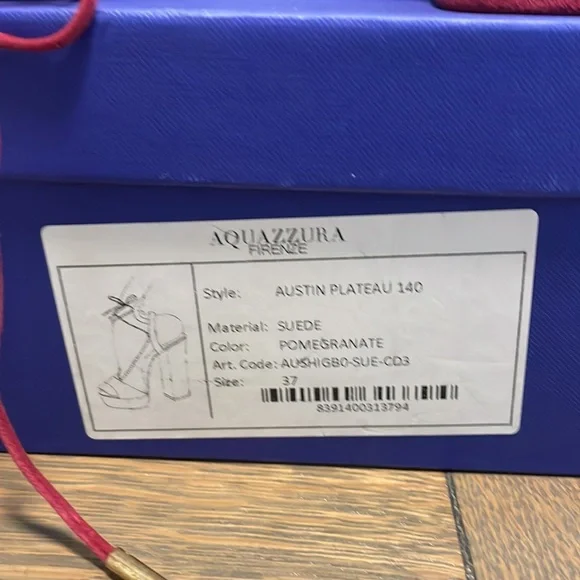 AQUAZZURA
FIRENZE
Style: AUSTIN PLATEAU 140
Material: SUEDE
Color: POMEGRANATE
Art. Code: AUSHIGB0-SUE-CD3
Size: 37
8391400313794